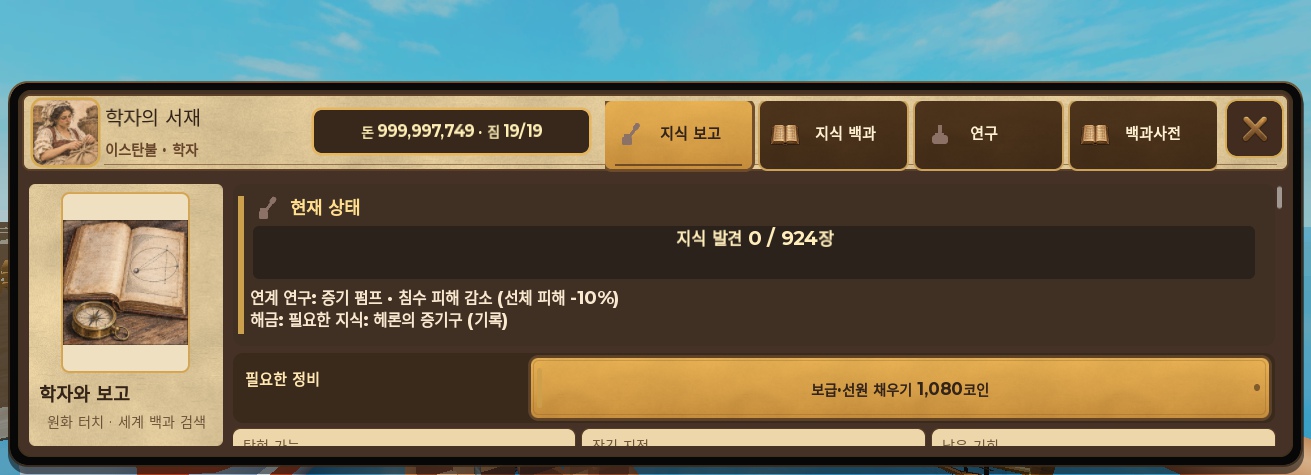 학자의 서재
이스탄불 • 학자
돈 999,997,749 · 짐 19/19
지식 보고
지식 백과
연구
백과사전
현재 상태
지식 발견 0 / 924장
연계 연구: 증기 펌프 • 침수 피해 감소 (선체 피해 -10%)
해금: 필요한 지식: 헤론의 증기구 (기록)
학자와 보고
원화 터치 · 세계 백과 검색
필요한 정비
보급·선원 채우기 1,080코인